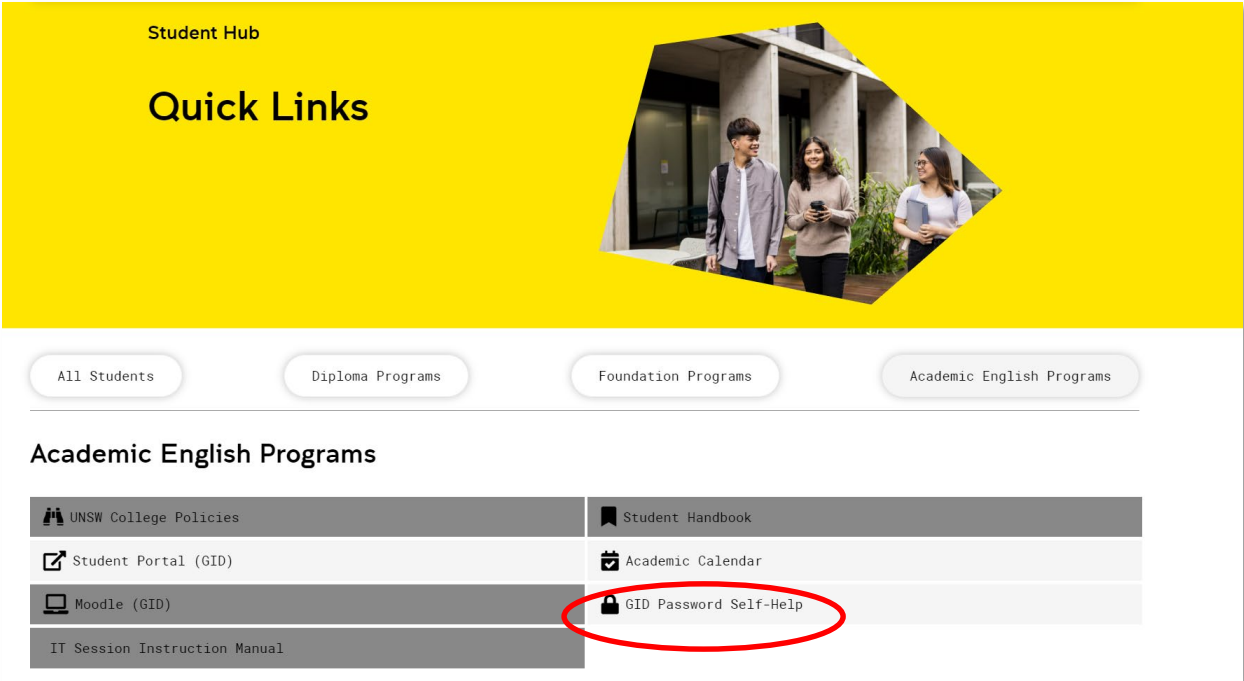 Student Hub
Quick Links
All Students
Diploma Programs
Foundation Programs
Academic English Programs
Academic English Programs
UNSW College Policies
Student Handbook
Student Portal (GID)
Academic Calendar
Moodle (GID)
GID Password Self-Help
IT Session Instruction Manual